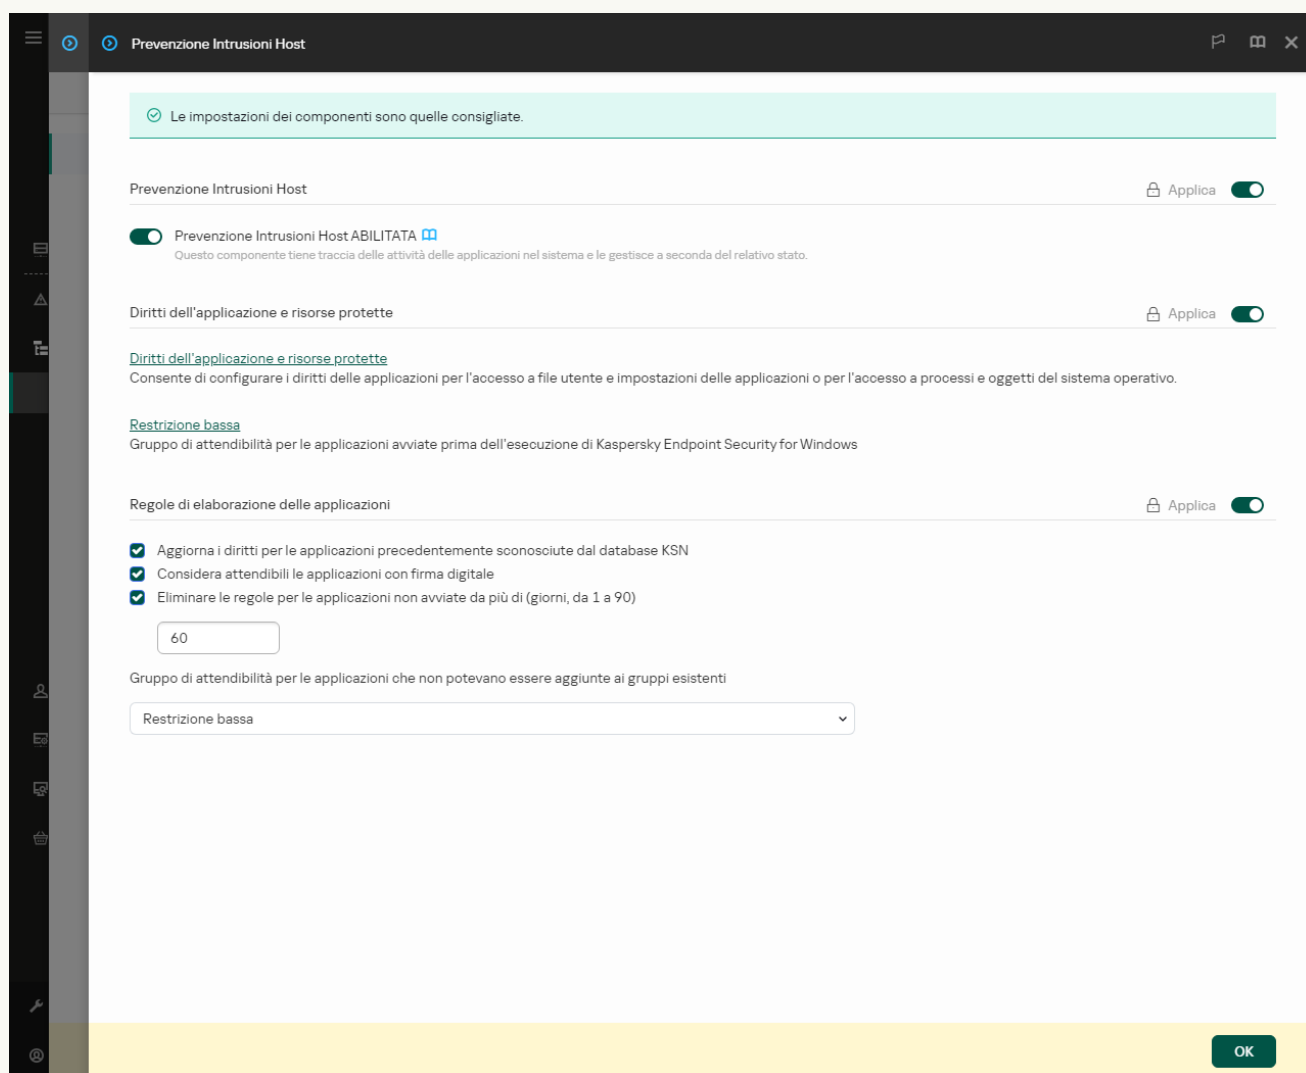 Prevenzione Intrusioni Host
Le impostazioni dei componenti sono quelle consigliate.
Prevenzione Intrusioni Host
Applica
Prevenzione Intrusioni Host ABILITATA
Questo componente tiene traccia delle attività delle applicazioni nel sistema e le gestisce a seconda del relativo stato.
Diritti dell'applicazione e risorse protette
Applica
Diritti dell'applicazione e risorse protette
Consente di configurare i diritti delle applicazioni per l'accesso a file utente e impostazioni delle applicazioni o per l'accesso a processi e oggetti del sistema operativo.
Restrizione bassa
Gruppo di attendibilità per le applicazioni avviate prima dell'esecuzione di Kaspersky Endpoint Security for Windows
Regole di elaborazione delle applicazioni
Applica
Aggiorna i diritti per le applicazioni precedentemente sconosciute dal database KSN
Considera attendibili le applicazioni con firma digitale
Eliminare le regole per le applicazioni non avviate da più di (giorni, da 1 a 90)
60
Gruppo di attendibilità per le applicazioni che non potevano essere aggiunte ai gruppi esistenti
Restrizione bassa
OK